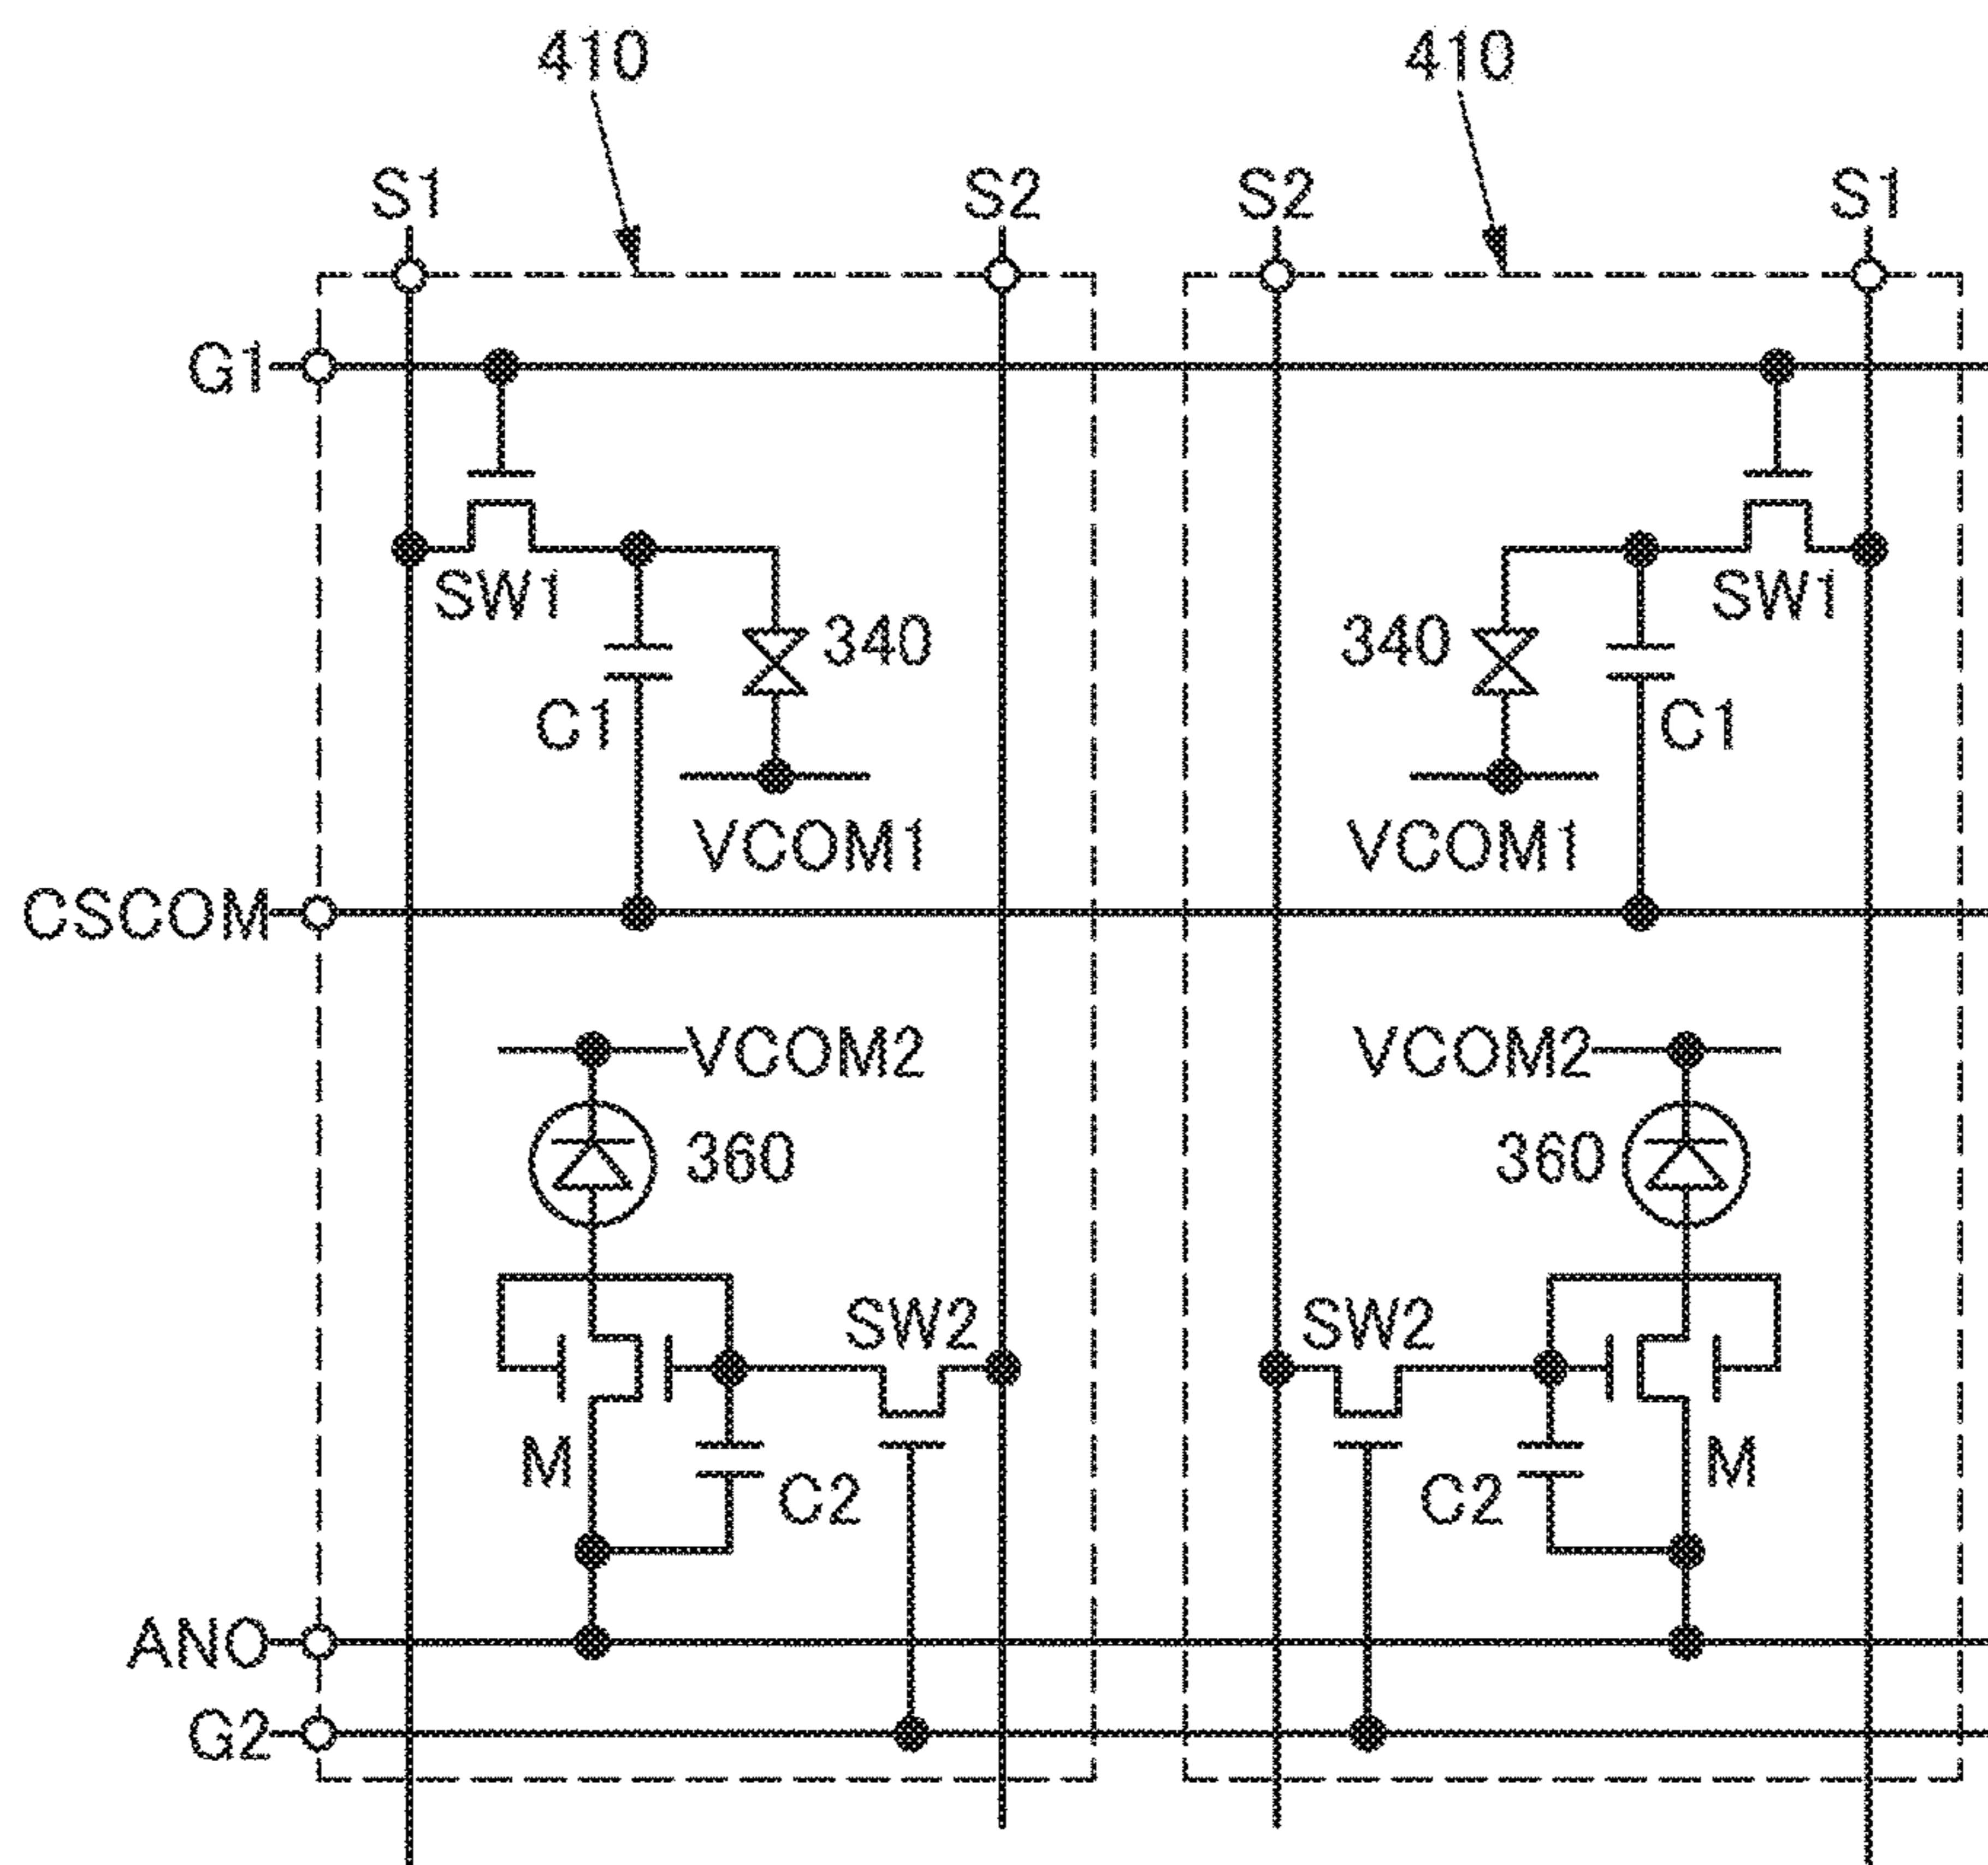 410 410
S1 S2 S2 S1
G1
SW1 SW1
340 340
C1 C1
VCOM1 VCOM1
CSCOM
VCOM2 VCOM2
360 360
SW2 SW2
M M
C2 C2
ANO
G2